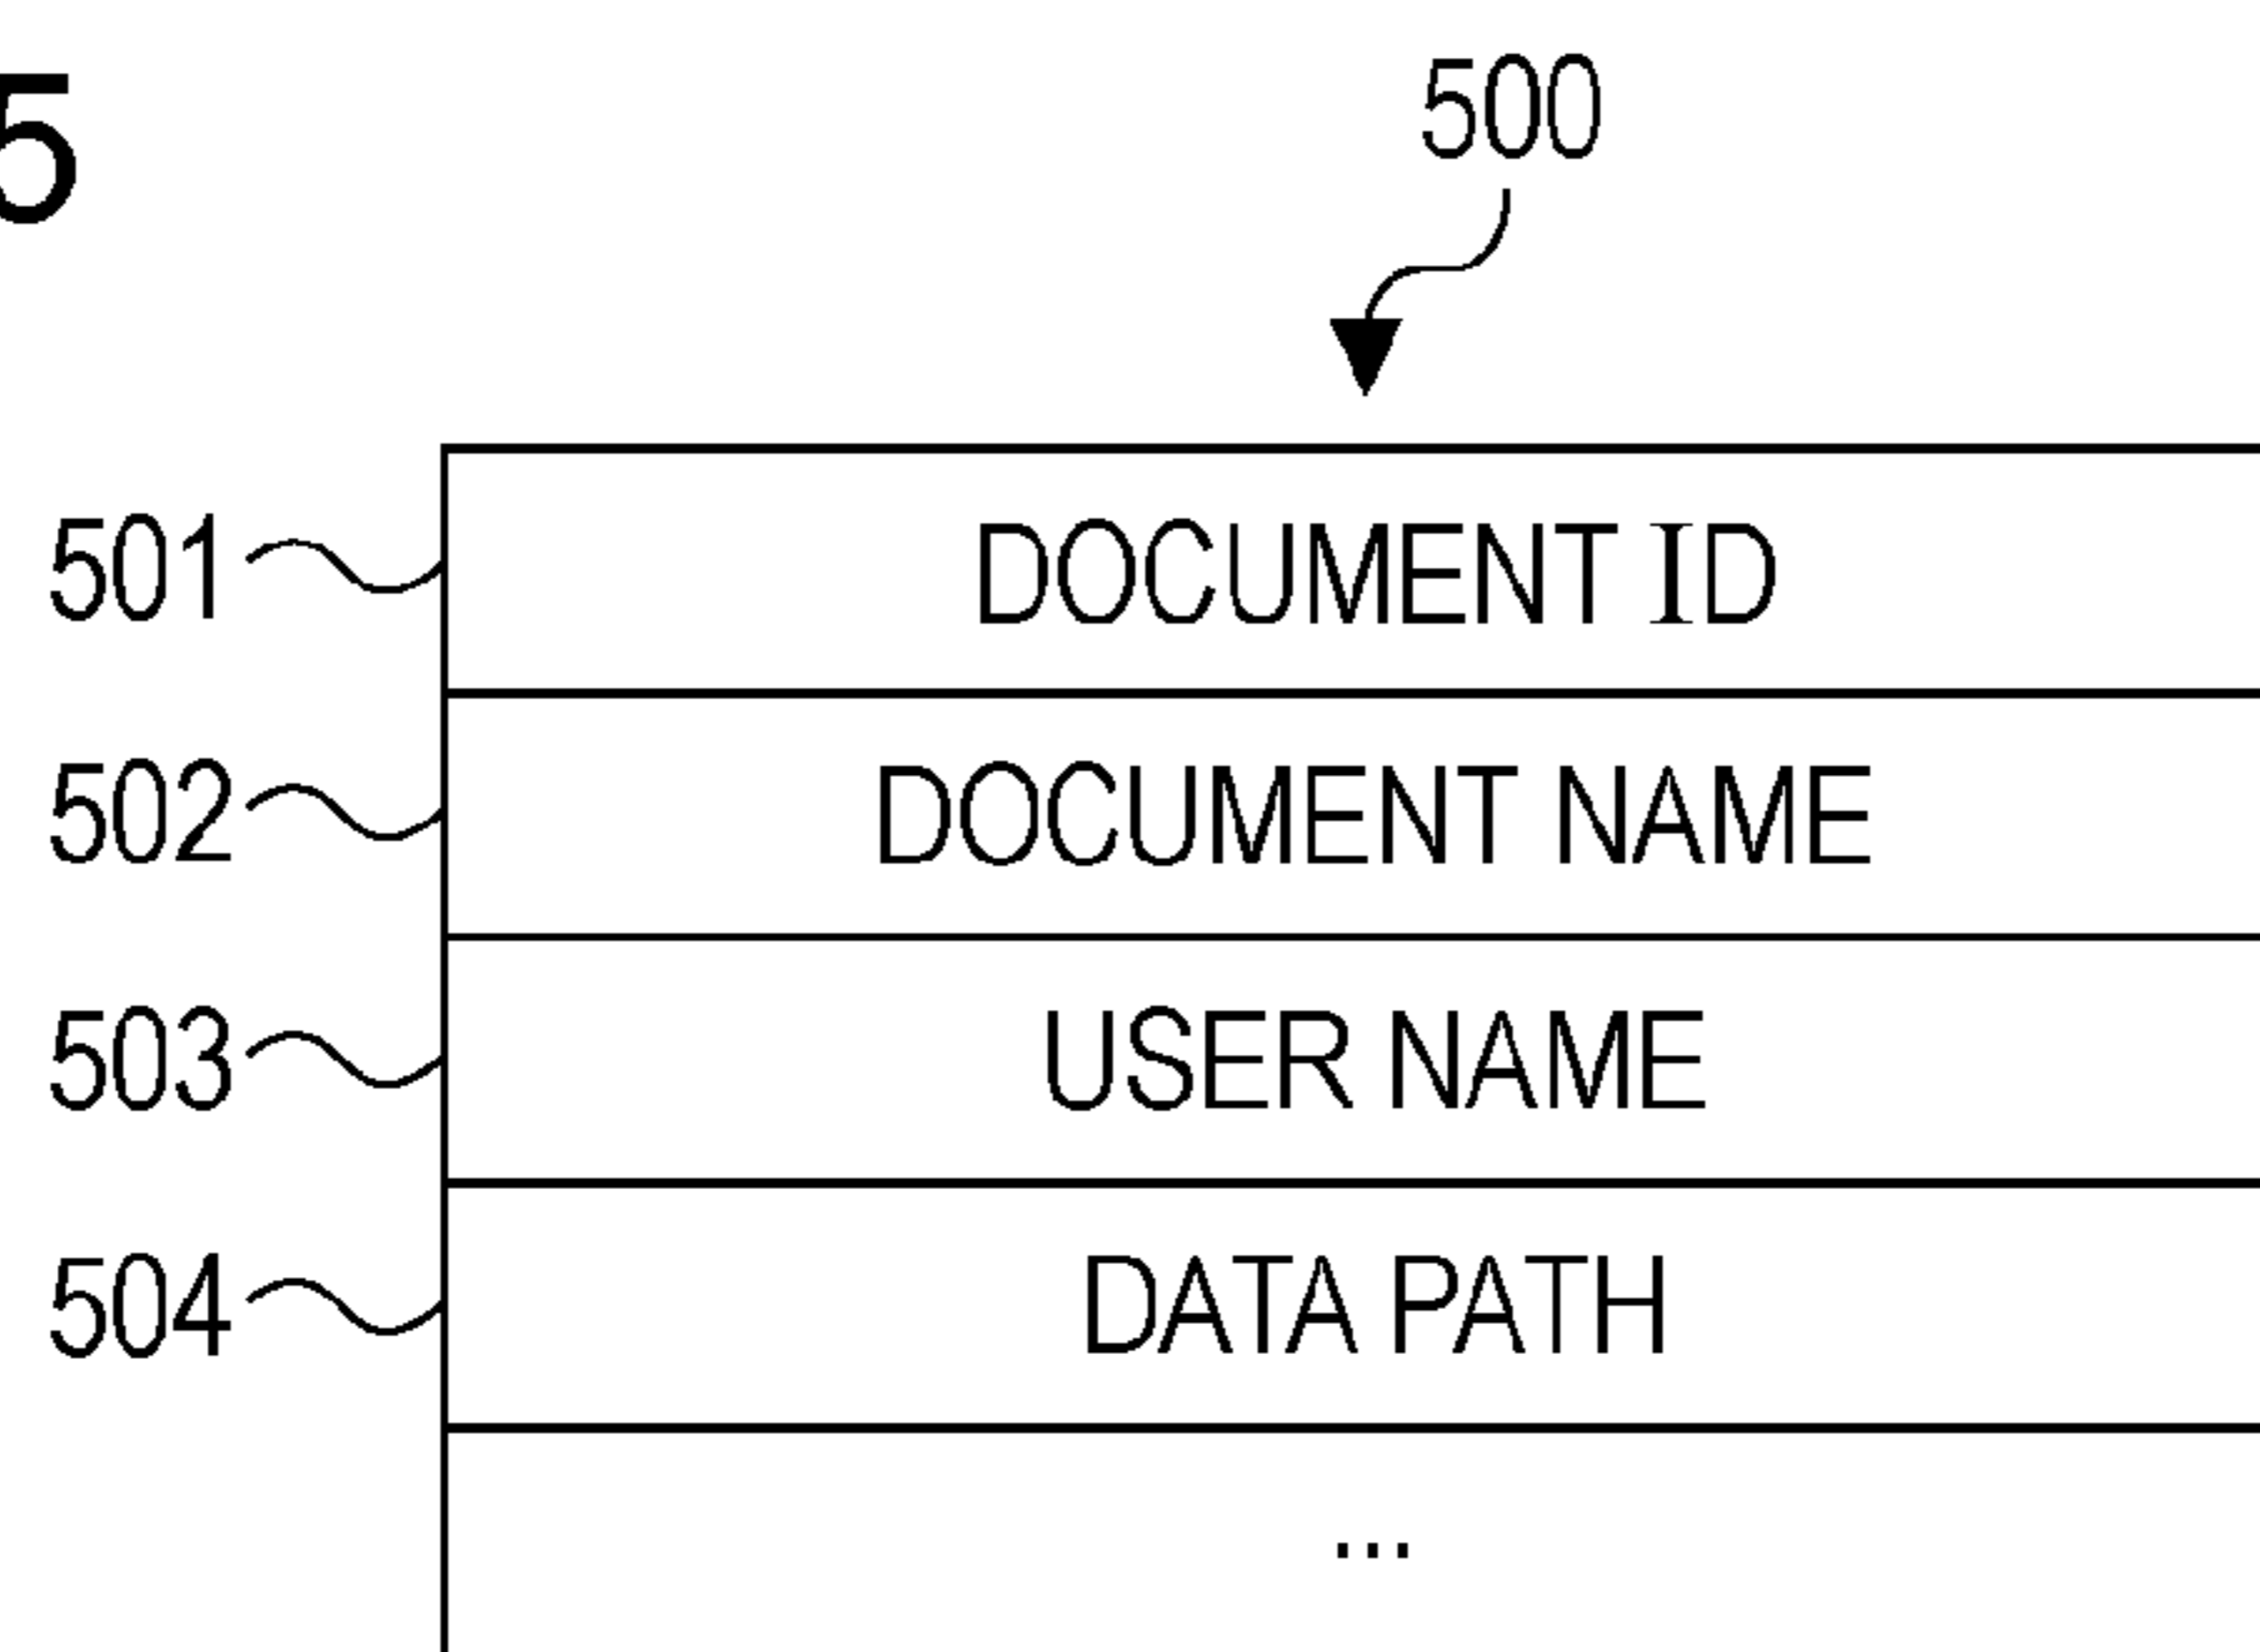 5
500
501 DOCUMENT ID
502 DOCUMENT NAME
503 USER NAME
504 DATA PATH
...